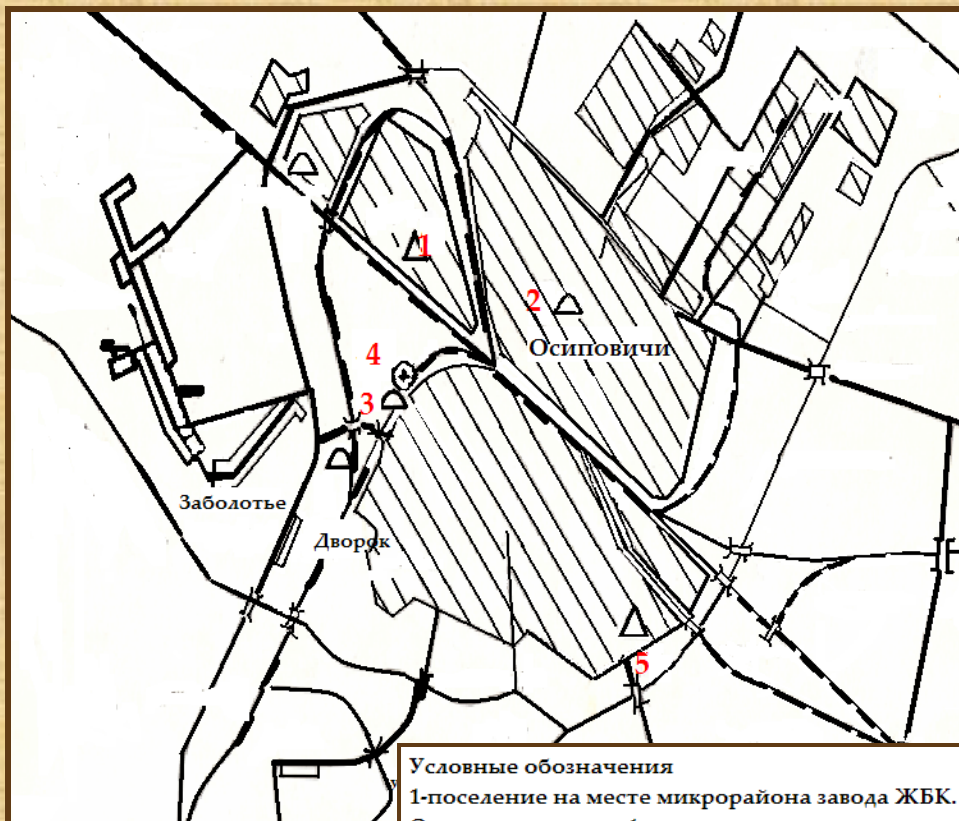 1
2
Осиповичи
4
3
Заболотье
Дворок
5
Условные обозначения
1-поселение на месте микрорайона завода ЖБК.